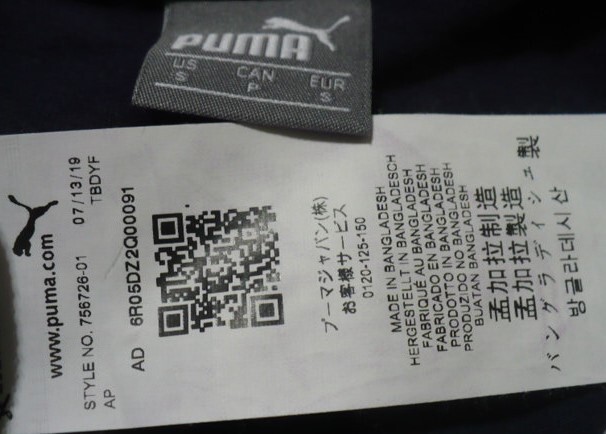 PUMA
US CAN EUR
S P S
www.puma.com
STYLE NO. 756726-01 07/13/19
AP TBDYF
AD 6R05DZ2Q00091
プーマジャパン(株)
お客様サービス
0120-125-150
MADE IN BANGLADESH
HERGESTELLT IN BANGLADESCH
FABRIQUÉ AU BANGLADESH
FABRICADO EN BANGLADESH
PRODOTTO IN BANGLADESH
PRODUZIDO NO BANGLADESH
BUATAN BANGLADESH
孟加拉制造
孟加拉製造
バングラディシュ製
방글라데시 산